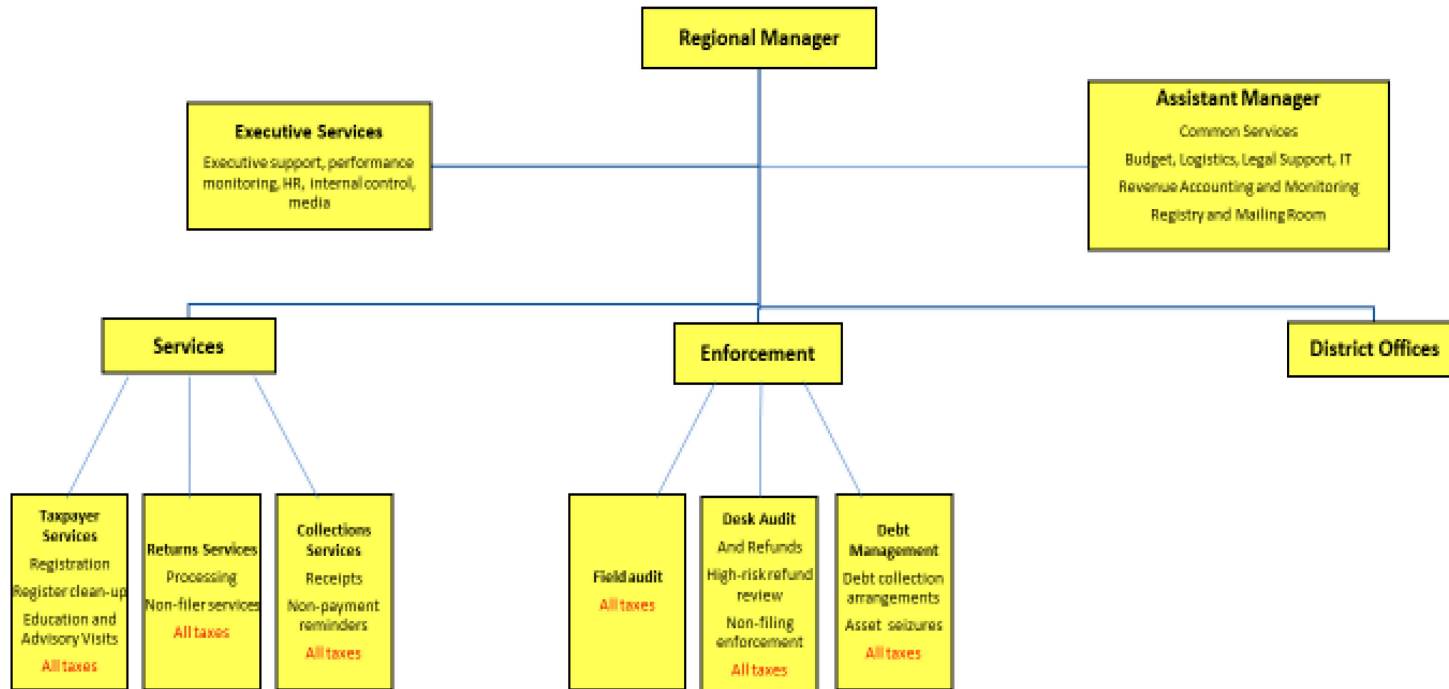 Regional Manager
Executive Services
Executive support, performance
monitoring, HR, internal control,
media
Assistant Manager
Common Services
Budget, Logistics, Legal Support, IT
Revenue Accounting and Monitoring
Registry and Mailing Room
Services
Enforcement
District Offices
Taxpayer
Services
Registration
Register clean-up
Education and
Advisory Visits
All taxes
Returns Services
Processing
Non-filer services
All taxes
Collections
Services
Receipts
Non-payment
reminders
All taxes
Field audit
All taxes
Desk Audit
And Refunds
High-risk refund
review
Non-filing
enforcement
All taxes
Debt
Management
Debt collection
arrangements
Asset seizures
All taxes